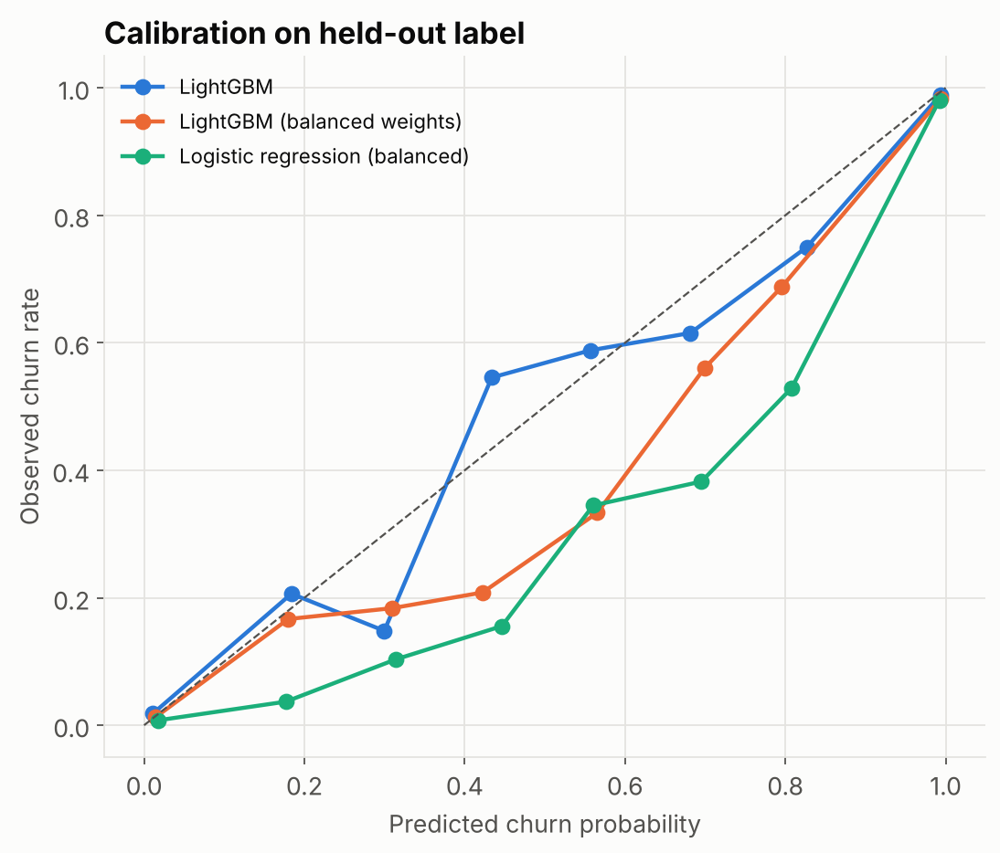 Calibration on held-out label
LightGBM
LightGBM (balanced weights)
Logistic regression (balanced)
1.0
0.8
0.6
0.4
0.2
0.0
Observed churn rate
0.0 0.2 0.4 0.6 0.8 1.0
Predicted churn probability